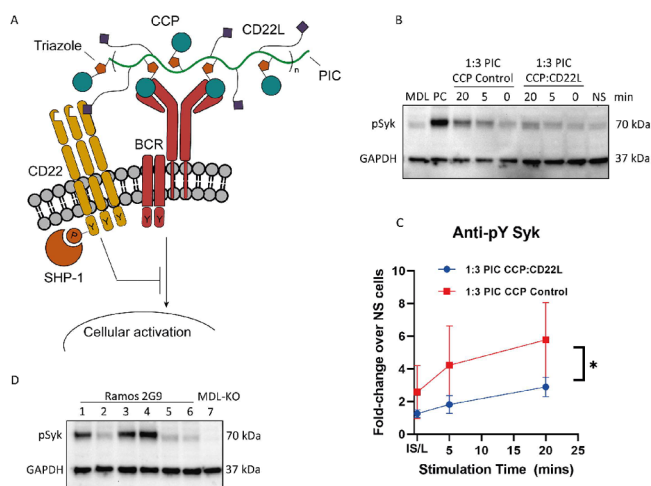 A
CCP
CD22L
Triazole
n
PIC
CD22
BCR
Y Y Y
Y Y
P
SHP-1
Cellular activation
B
1:3 PIC
CCP Control
1:3 PIC
CCP:CD22L
MDL PC 20 5 0 20 5 0 NS min
pSyk 70 kDa
GAPDH 37 kDa
C
Anti-pY Syk
1:3 PIC CCP:CD22L
1:3 PIC CCP Control
Fold-change over NS cells
10
8
6
4
2
0
*
IS/L 5 10 15 20 25
Stimulation Time (mins)
D
Ramos 2G9 MDL-KO
1 2 3 4 5 6 7
pSyk 70 kDa
GAPDH 37 kDa